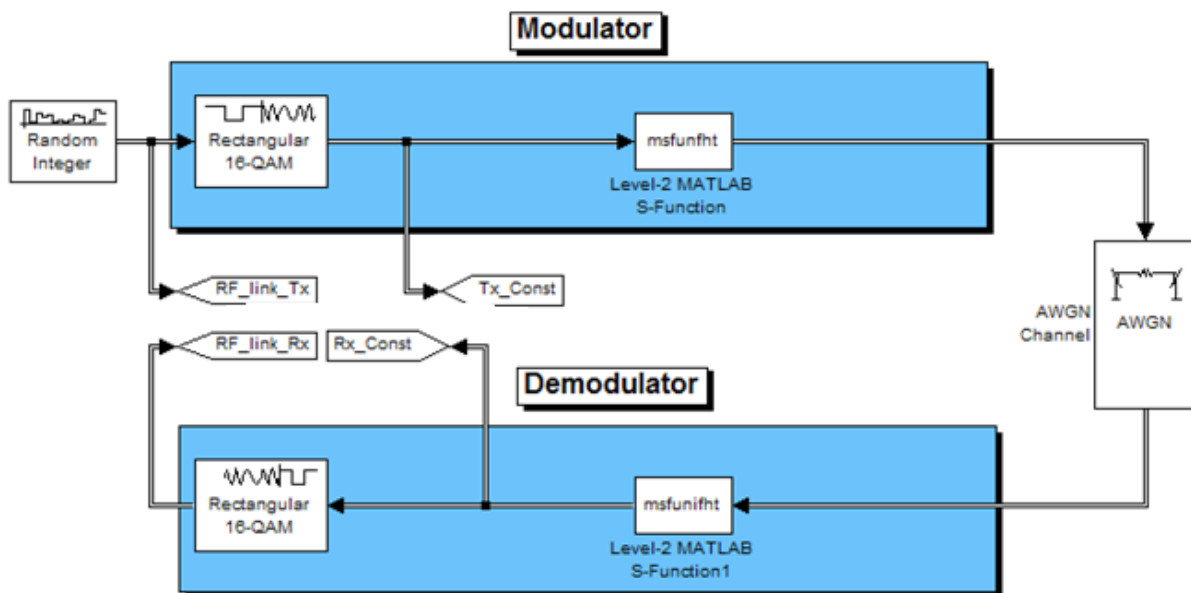 Modulator
Random
Integer
Rectangular
16-QAM
msfunfht
Level-2 MATLAB
S-Function
RF_link_Tx
Tx_Const
AWGN
Channel
AWGN
RF_link_Rx
Rx_Const
Demodulator
Rectangular
16-QAM
msfunifht
Level-2 MATLAB
S-Function1